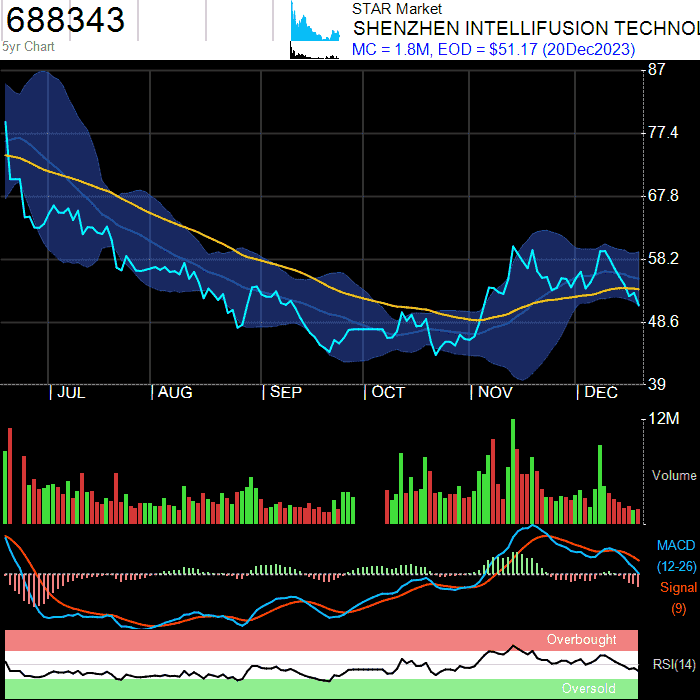 688343
STAR Market
SHENZHEN INTELLIFUSION TECHNOL
5yr Chart
MC = 1.8M, EOD = $51.17 (20Dec2023)
87
77.4
67.8
58.2
48.6
39
JUL
AUG
SEP
OCT
NOV
DEC
12M
Volume
MACD
(12-26)
Signal
(9)
Overbought
RSI(14)
Oversold